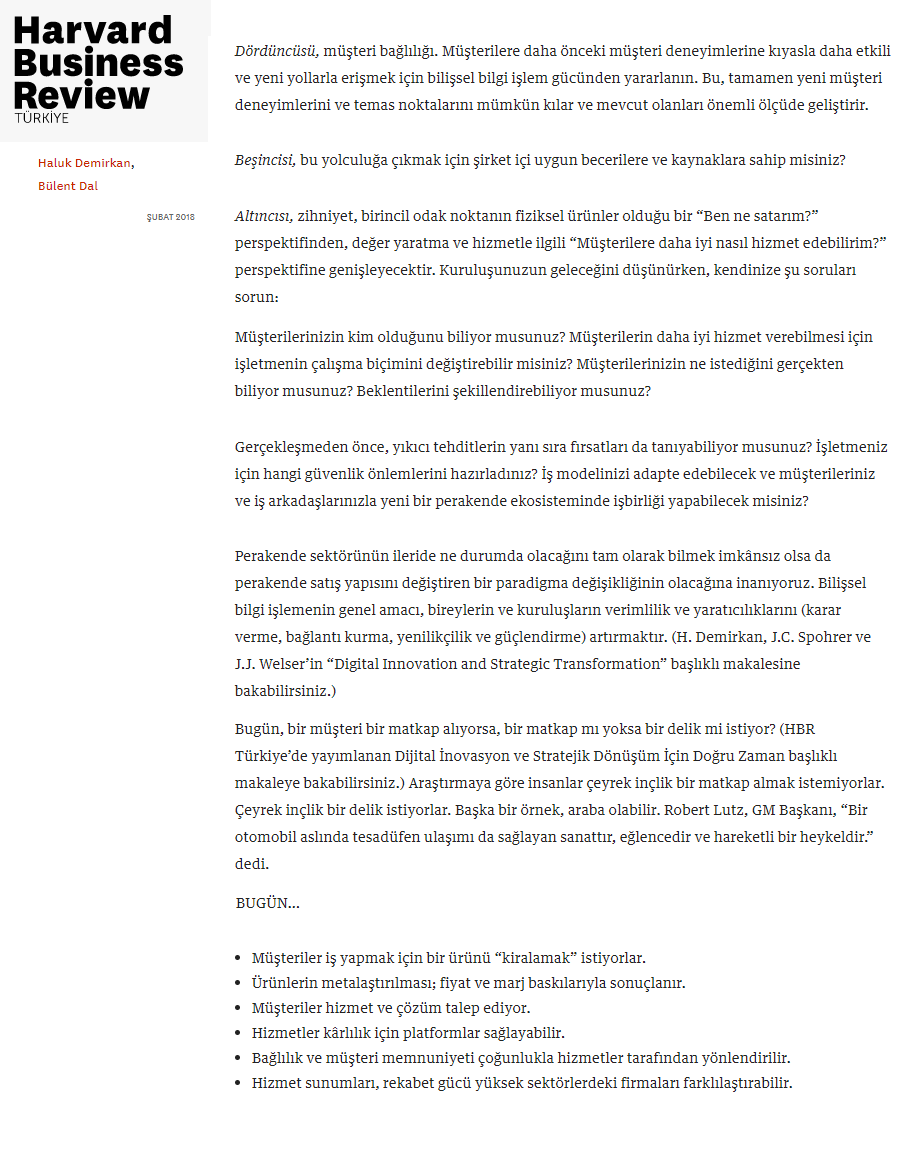 Harvard
Business
Review
TÜRKİYE
Haluk Demirkan,
Bülent Dal
ŞUBAT 2018
Dördüncüsü, müşteri bağlılığı. Müşterilere daha önceki müşteri deneyimlerine kıyasla daha etkili
ve yeni yollarla erişmek için bilişsel bilgi işlem gücünden yararlanın. Bu, tamamen yeni müşteri
deneyimlerini ve temas noktalarını mümkün kılar ve mevcut olanları önemli ölçüde geliştirir.
Beşincisi, bu yolculuğa çıkmak için şirket içi uygun becerilere ve kaynaklara sahip misiniz?
Altıncısı, zihniyet, birincil odak noktanın fiziksel ürünler olduğu bir “Ben ne satarım?”
perspektifinden, değer yaratma ve hizmetle ilgili “Müşterilere daha iyi nasıl hizmet edebilirim?”
perspektifine genişleyecektir. Kuruluşunuzun geleceğini düşünürken, kendinize şu soruları
sorun:
Müşterilerinizin kim olduğunu biliyor musunuz? Müşterilerin daha iyi hizmet verebilmesi için
işletmenin çalışma biçimini değiştirebilir misiniz? Müşterilerinizin ne istediğini gerçekten
biliyor musunuz? Beklentilerini şekillendirebiliyor musunuz?
Gerçekleşmeden önce, yıkıcı tehditlerin yanı sıra fırsatları da tanıyabiliyor musunuz? İşletmeniz
için hangi güvenlik önlemlerini hazırladınız? İş modelinizi adapte edebilecek ve müşterileriniz
ve iş arkadaşlarınızla yeni bir perakende ekosisteminde işbirliği yapabilecek misiniz?
Perakende sektörünün ileride ne durumda olacağını tam olarak bilmek imkânsız olsa da
perakende satış yapısını değiştiren bir paradigma değişikliğinin olacağına inanıyoruz. Bilişsel
bilgi işlemenin genel amacı, bireylerin ve kuruluşların verimlilik ve yaratıcılıklarını (karar
verme, bağlantı kurma, yenilikçilik ve güçlendirme) artırmaktır. (H. Demirkan, J.C. Spohrer ve
J.J. Welser’in “Digital Innovation and Strategic Transformation” başlıklı makalesine
bakabilirsiniz.)
Bugün, bir müşteri bir matkap alıyorsa, bir matkap mı yoksa bir delik mi istiyor? (HBR
Türkiye’de yayımlanan Dijital İnovasyon ve Stratejik Dönüşüm İçin Doğru Zaman başlıklı
makaleye bakabilirsiniz.) Araştırmaya göre insanlar çeyrek inçlik bir matkap almak istemiyorlar.
Çeyrek inçlik bir delik istiyorlar. Başka bir örnek, araba olabilir. Robert Lutz, GM Başkanı, “Bir
otomobil aslında tesadüfen ulaşımı da sağlayan sanattır, eğlencedir ve hareketli bir heykeldir.”
dedi.
BUGÜN...
• Müşteriler iş yapmak için bir ürünü “kiralamak” istiyorlar.
• Ürünlerin metalaştırılması; fiyat ve marj baskılarıyla sonuçlanır.
• Müşteriler hizmet ve çözüm talep ediyor.
• Hizmetler kârlılık için platformlar sağlayabilir.
• Bağlılık ve müşteri memnuniyeti çoğunlukla hizmetler tarafından yönlendirilir.
• Hizmet sunumları, rekabet gücü yüksek sektörlerdeki firmaları farklılaştırabilir.